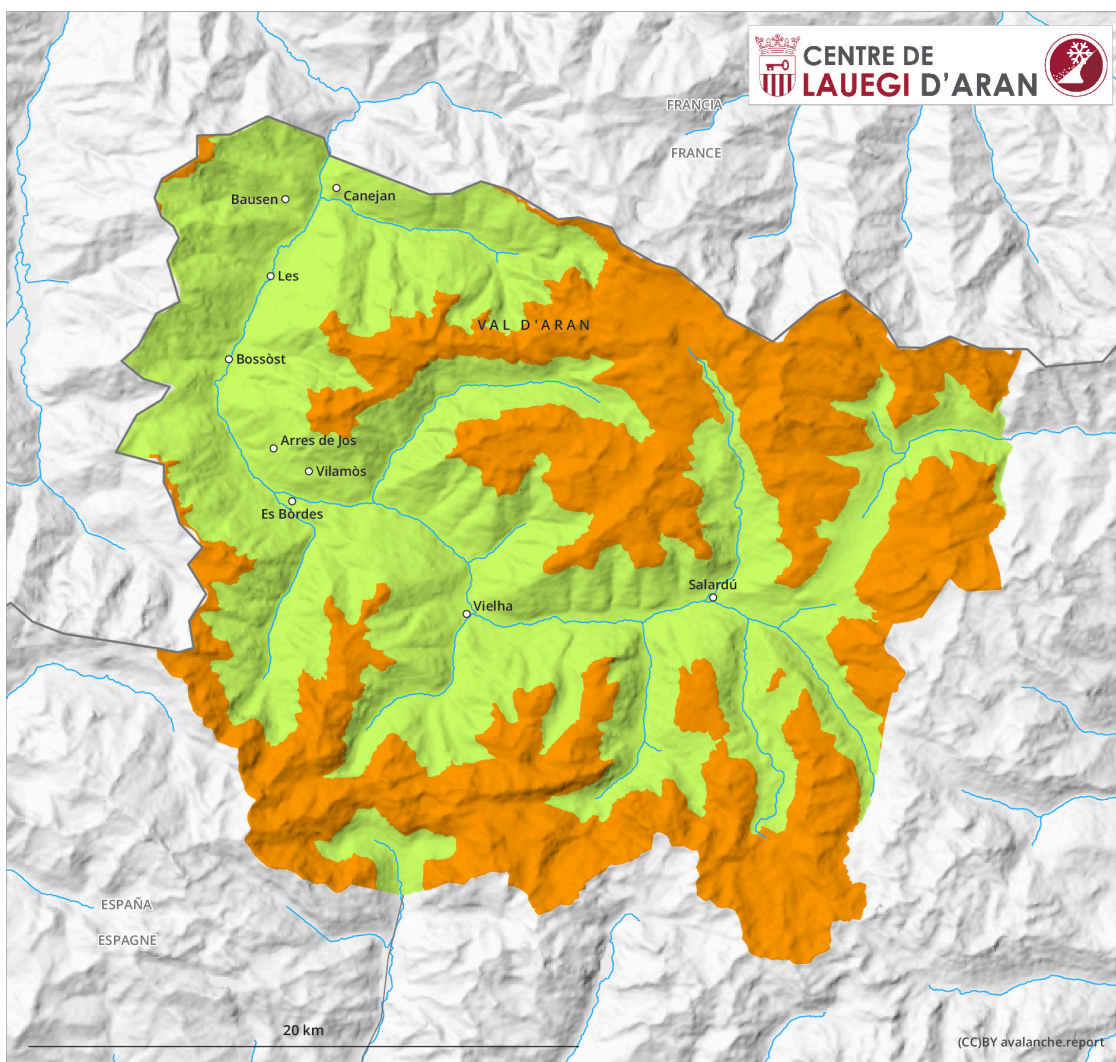 CENTRE DE
LAUEGI D'ARAN
FRANCIA
FRANCE
Bausen
Canejan
Les
VAL D'ARAN
Bossòst
Arres de Jos
Vilamòs
Es Bòrdes
Salardú
Vielha
ESPAÑA
ESPAGNE
20 km
(CC)BY avalanche.report